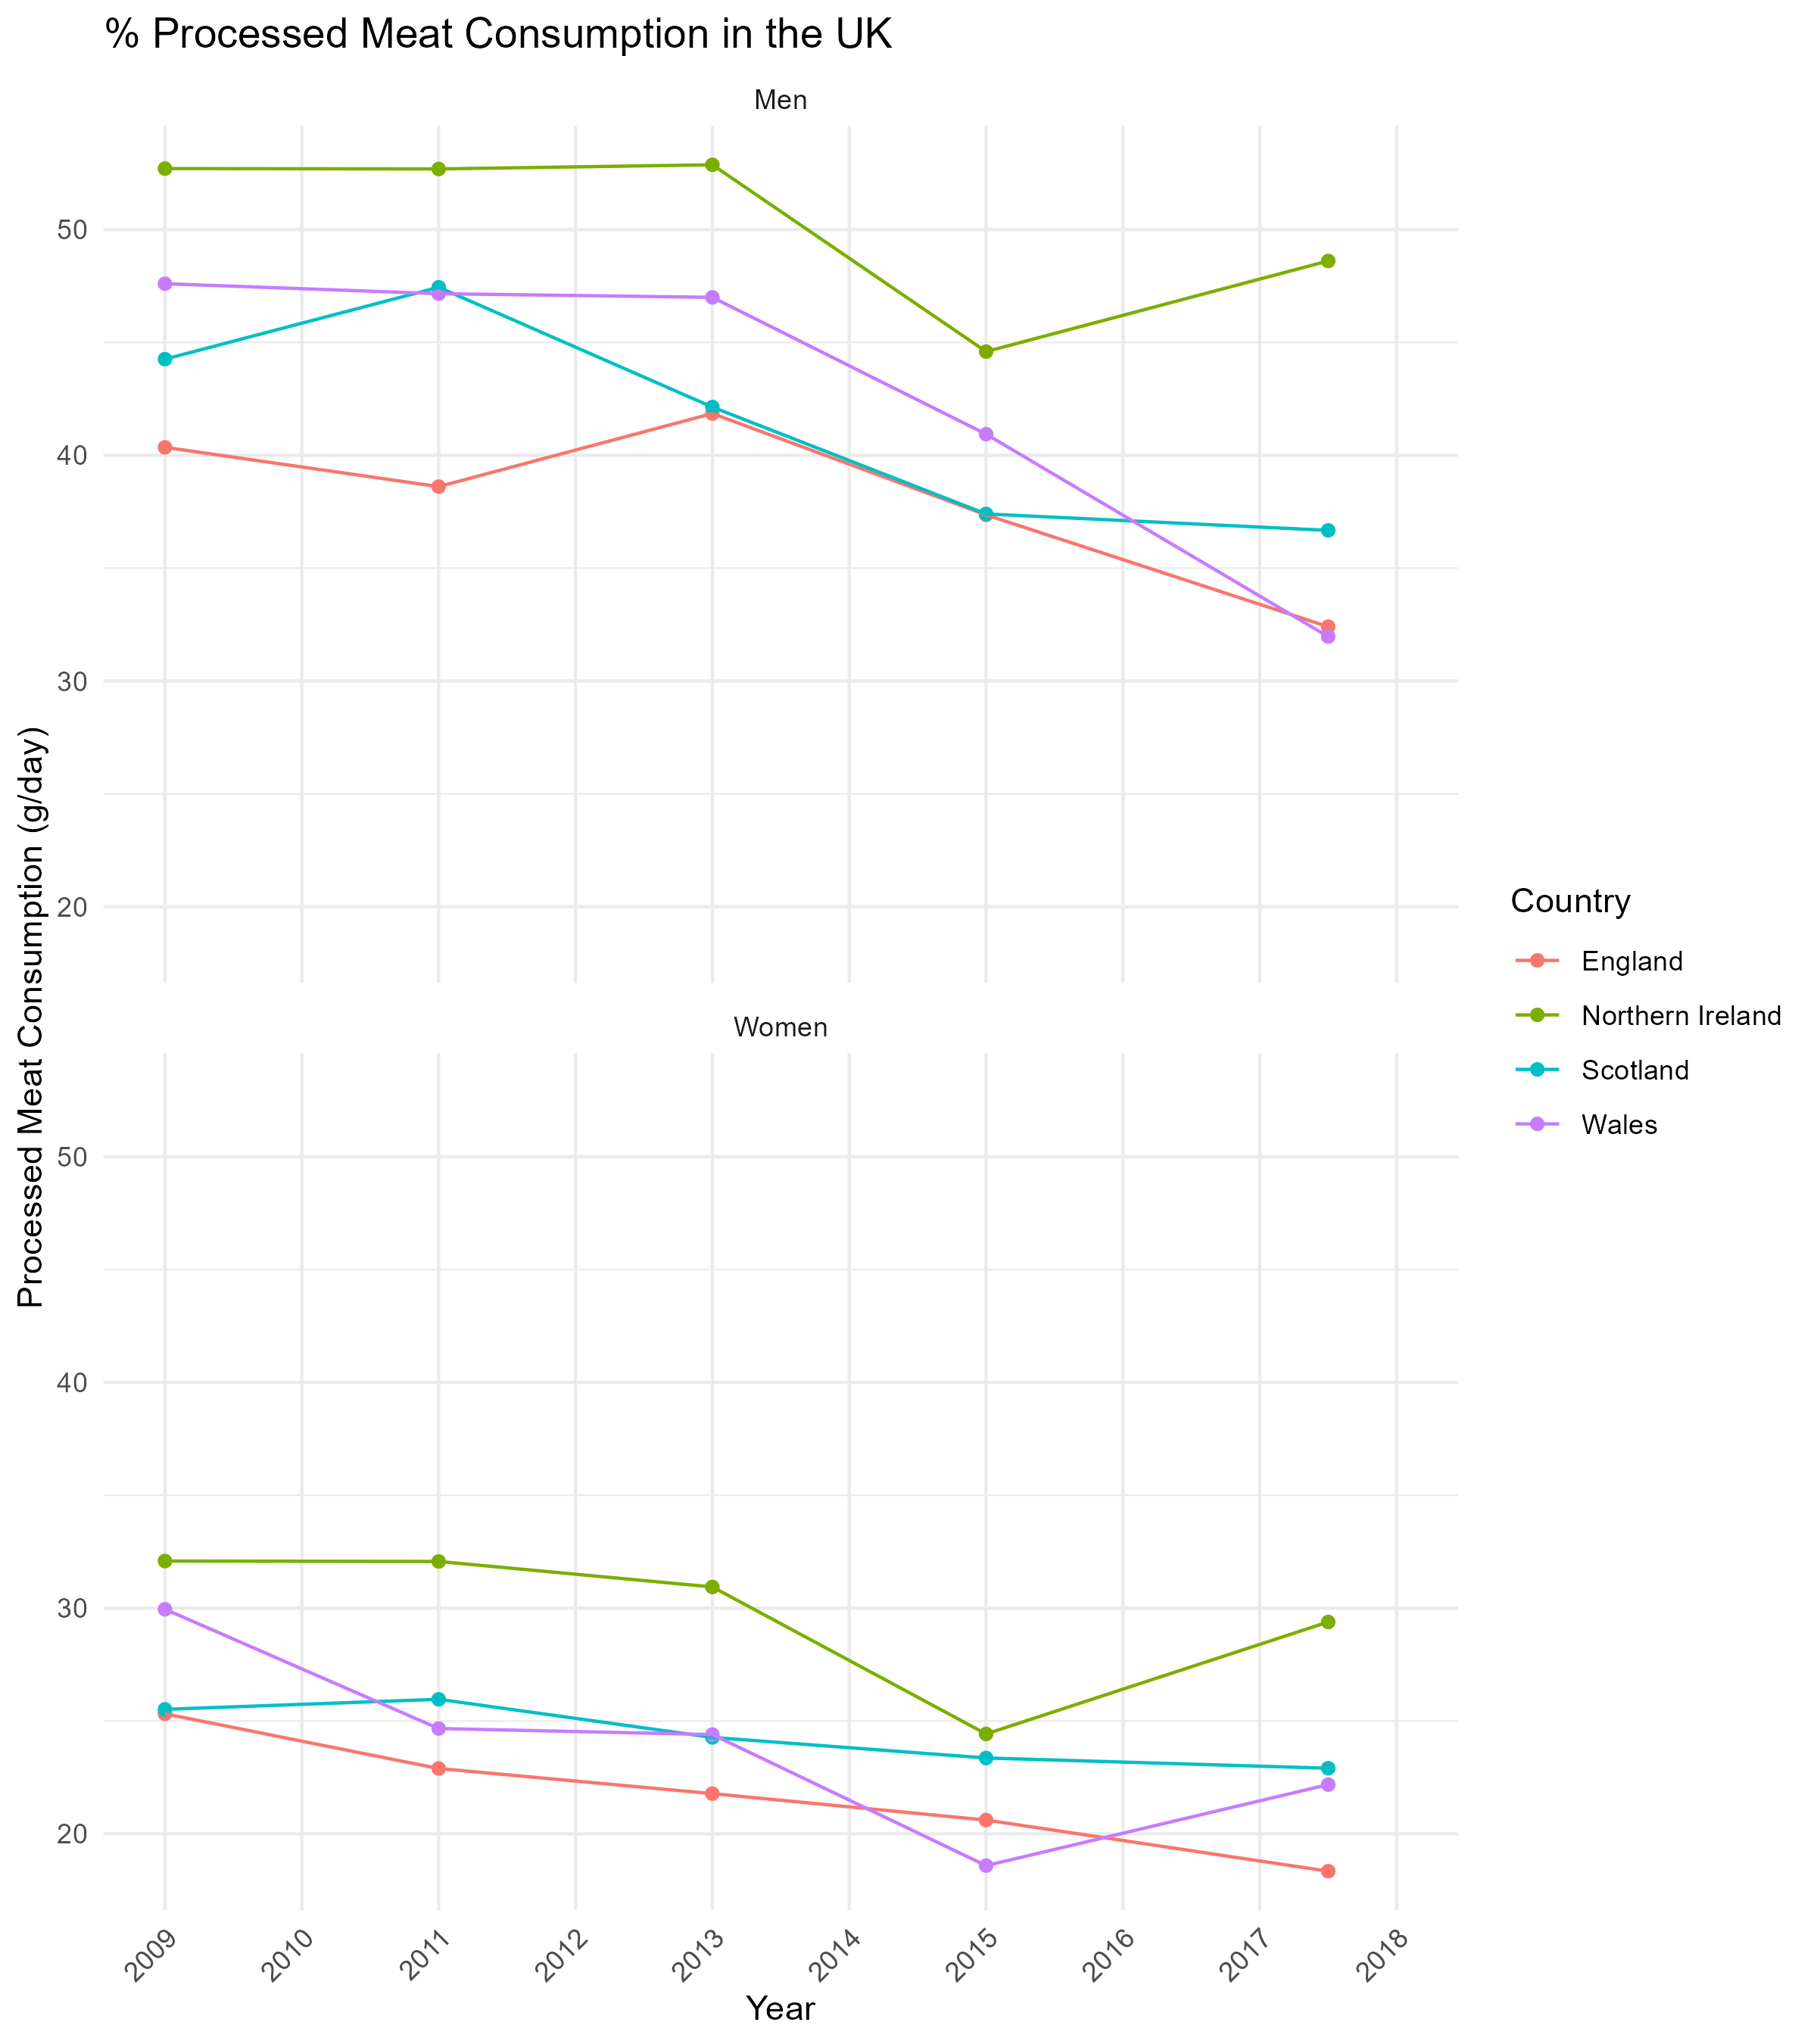 % Processed Meat Consumption in the UK
Men
50
40
30
20
Processed Meat Consumption (g/day)
Women
50
40
30
20
2009 2010 2011 2012 2013 2014 2015 2016 2017 2018
Year
Country
England
Northern Ireland
Scotland
Wales